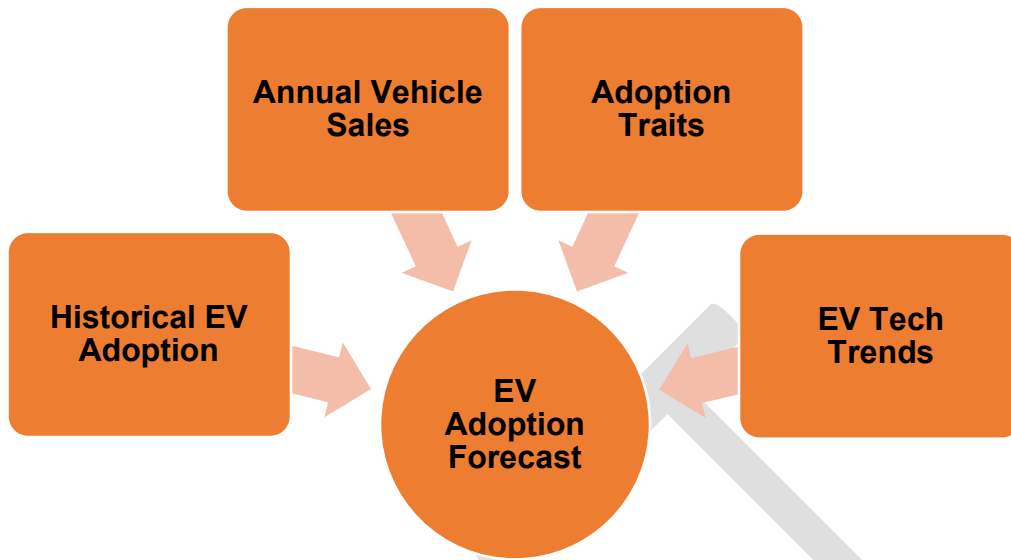 Annual Vehicle
Sales
Adoption
Traits
Historical EV
Adoption
EV Tech
Trends
EV
Adoption
Forecast